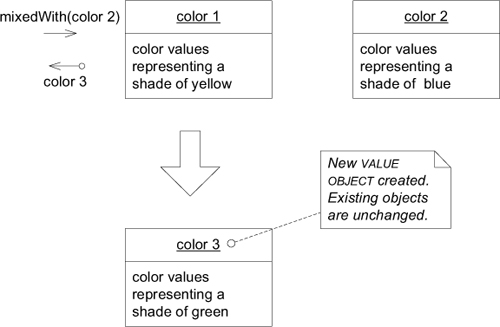 mixedWith(color 2)
color 3
color 1
color values
representing a
shade of yellow
color 2
color values
representing a
shade of  blue
New VALUE
OBJECT created.
Existing objects
are unchanged.
color 3
color values
representing a
shade of green